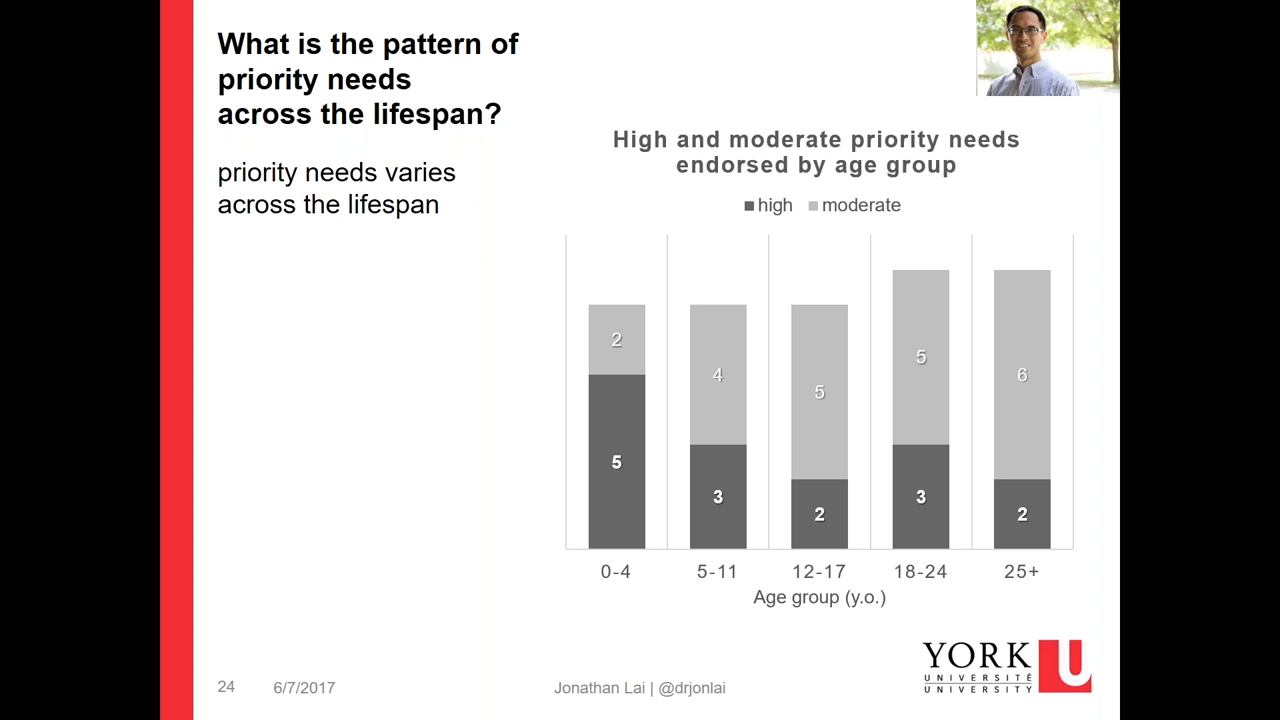 What is the pattern of
priority needs
across the lifespan?
priority needs varies
across the lifespan
High and moderate priority needs
endorsed by age group
high moderate
2
4
5
5
6
5
3
2
3
2
0-4 5-11 12-17 18-24 25+
Age group (y.o.)
YORK U
UNIVERSITÉ
UNIVERSITY
24 6/7/2017 Jonathan Lai | @drjonlai